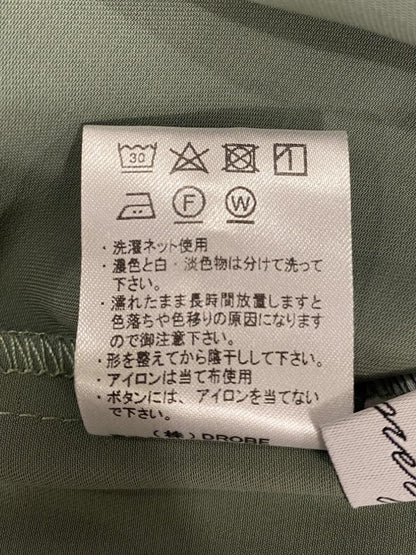 30
F
W
・洗濯ネット使用
・濃色と白・淡色物は分けて洗って
下さい。
・濡れたまま長時間放置しますと
色落ちや色移りの原因になります
ので御注意下さい。
・形を整えてから陰干しして下さい。
・アイロンは当て布使用
・ボタンには、アイロンを当てない
で下さい。
(株)DROBE